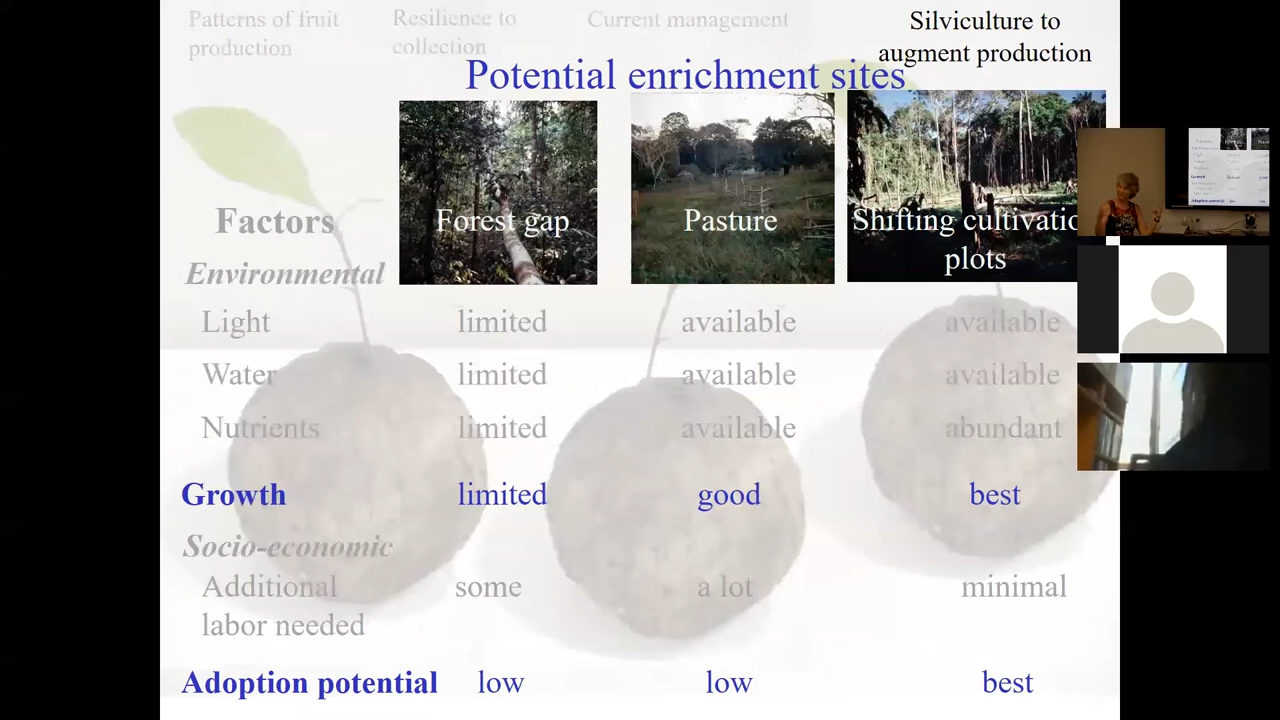 Patterns of fruit
production
Resilience to
collection
Current management
Silviculture to
augment production
Potential enrichment sites
Factors
Forest gap
Pasture
Shifting cultivatio
plots
Environmental
Light limited available available
Water limited available available
Nutrients limited available abundant
Growth limited good best
Socio-economic
Additional some a lot minimal
labor needed
Adoption potential low low best